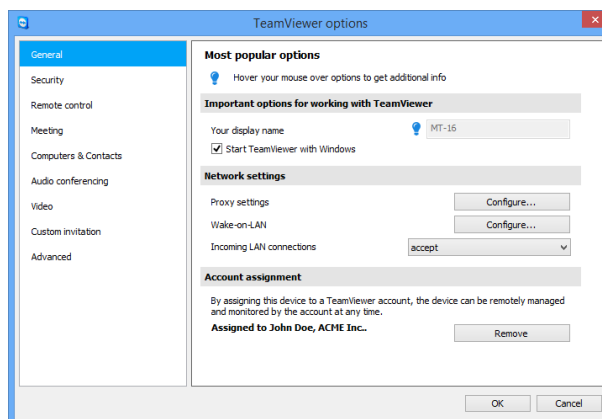 TeamViewer options
General
Security
Remote control
Meeting
Computers & Contacts
Audio conferencing
Video
Custom invitation
Advanced
Most popular options
Hover your mouse over options to get additional info
Important options for working with TeamViewer
Your display name
MT-16
Start TeamViewer with Windows
Network settings
Proxy settings
Configure...
Wake-on-LAN
Configure...
Incoming LAN connections
accept
Account assignment
By assigning this device to a TeamViewer account, the device can be remotely managed
and monitored by the account at any time.
Assigned to John Doe, ACME Inc..
Remove
OK
Cancel